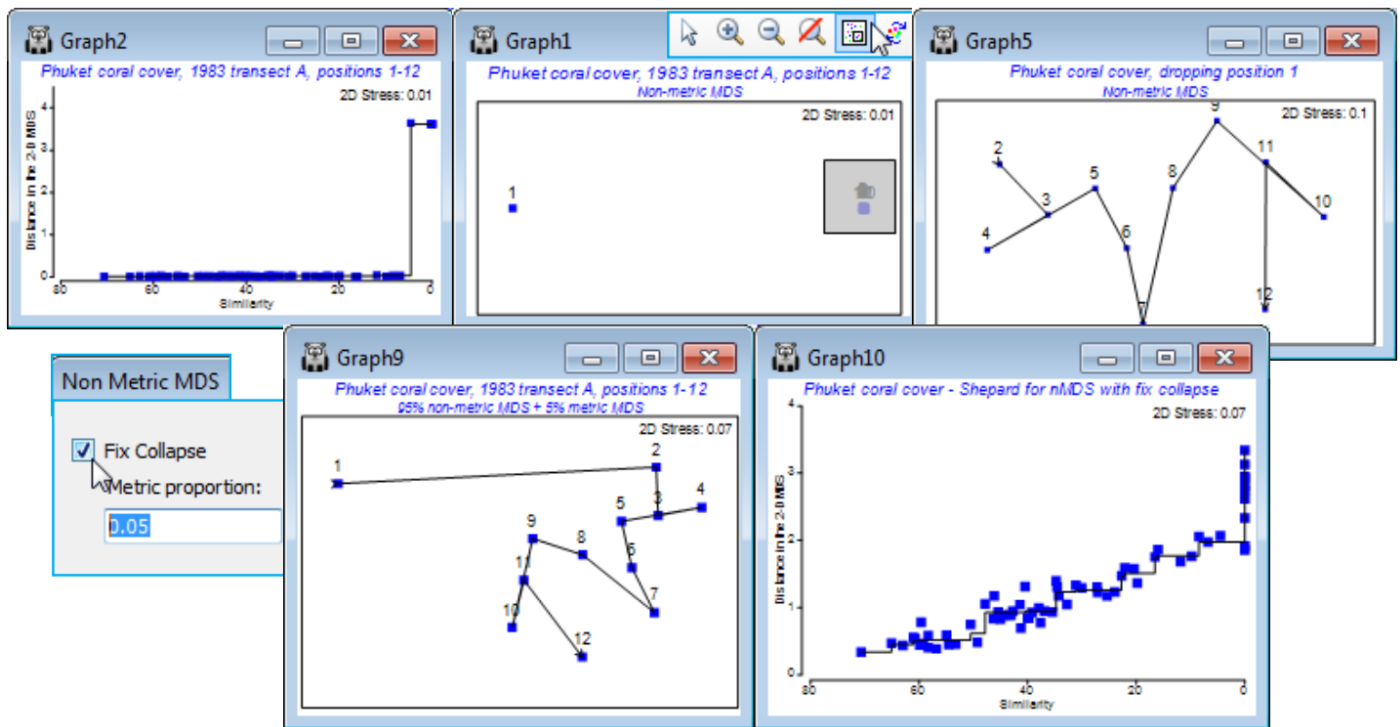 Graph2
Phuket coral cover, 1983 transect A, positions 1-12
2D Stress: 0.01
Distance in the 2-D MDS
4
3
2
1
0
80 60 40 20 0
Similarity
Graph1
Phuket coral cover, 1983 transect A, positions 1-12
Non-metric MDS
2D Stress: 0.01
1
Graph5
Phuket coral cover, dropping position 1
Non-metric MDS
2D Stress: 0.1
9
2
11
5
8
3
10
4
6
12
7
Non Metric MDS
Fix Collapse
Metric proportion:
0.05
Graph9
Phuket coral cover, 1983 transect A, positions 1-12
95% non-metric MDS + 5% metric MDS
2D Stress: 0.07
2
1
4
3
5
9
8
6
11
7
10
12
Graph10
Phuket coral cover - Shepard for nMDS with fix collapse
2D Stress: 0.07
Distance in the 2-D MDS
4
3
2
1
0
80 60 40 20 0
Similarity